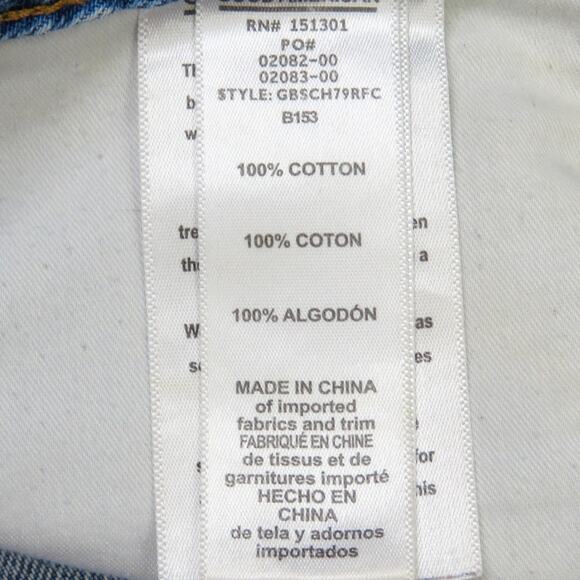 RN# 151301
PO#
02082-00
02083-00
STYLE: GBSCH79RFC
B153
100% COTTON
100% COTON
100% ALGODÓN
MADE IN CHINA
of imported
fabrics and trim
FABRIQUÉ EN CHINE
de tissus et de
garnitures importé
HECHO EN
CHINA
de tela y adornos
importados